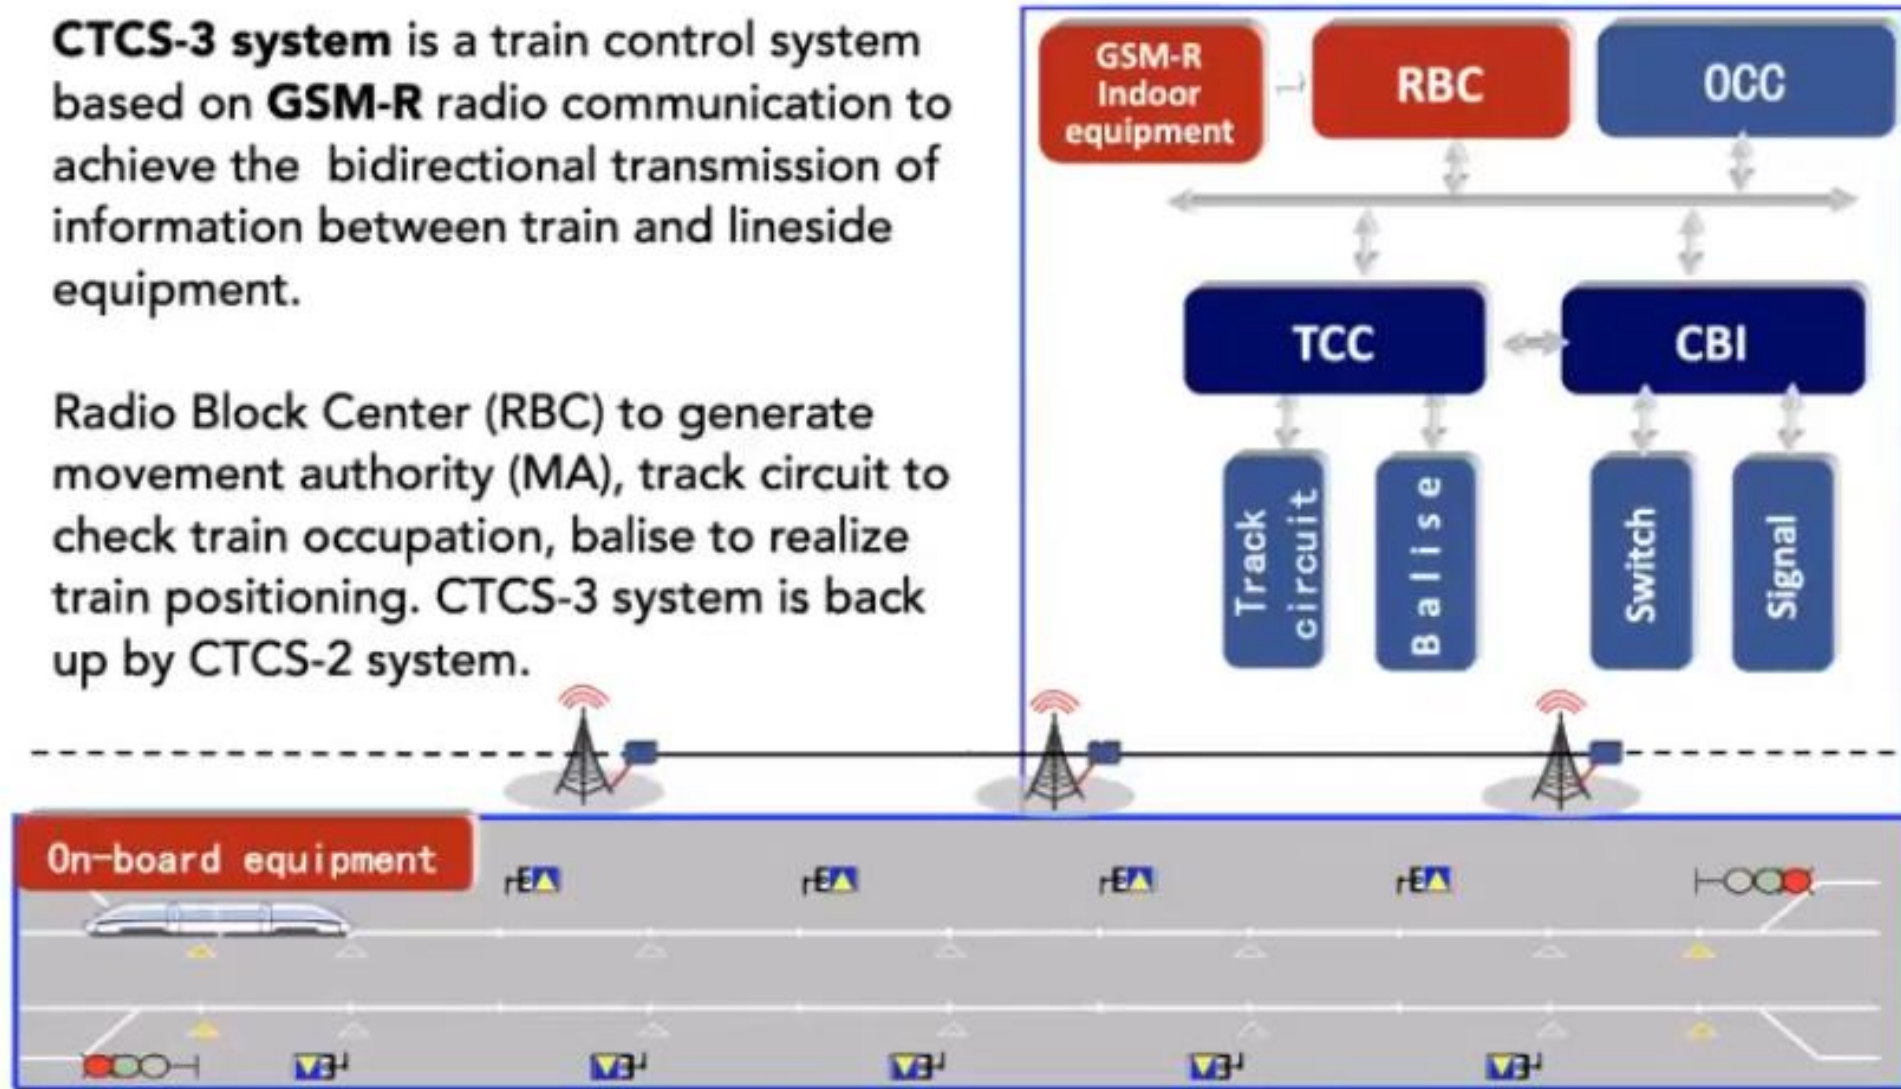 CTCS-3 system is a train control system
based on GSM-R radio communication to
achieve the bidirectional transmission of
information between train and lineside
equipment.
Radio Block Center (RBC) to generate
movement authority (MA), track circuit to
check train occupation, balise to realize
train positioning. CTCS-3 system is back
up by CTCS-2 system.
GSM-R
Indoor
equipment
RBC
OCC
TCC
CBI
Track
circuit
Balise
Switch
Signal
On-board equipment